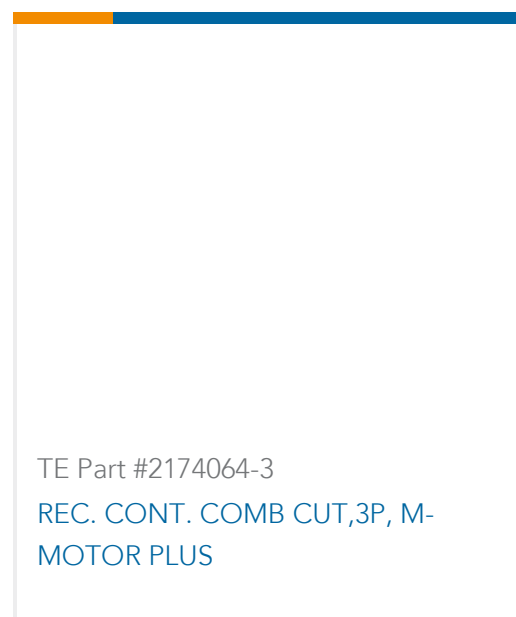 TE Part #2174064-3
REC. CONT. COMB CUT,3P, M-
MOTOR PLUS